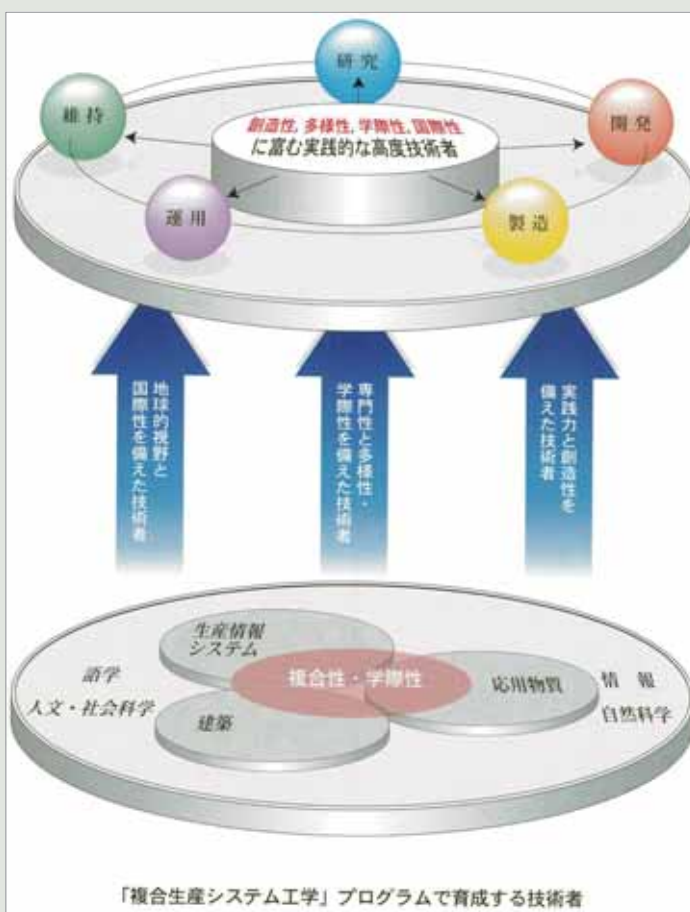 研究
維持
開発
創造性,多様性,学際性,国際性
に富む実践的な高度技術者
運用
製造
地球的視野と
国際性を備えた技術者
専門性と多様性・
学際性を備えた技術者
実践力と創造性を
備えた技術者
生産情報
システム
語学
人文・社会科学
複合性・学際性
応用物質
情報
自然科学
建築
「複合生産システム工学」プログラムで育成する技術者